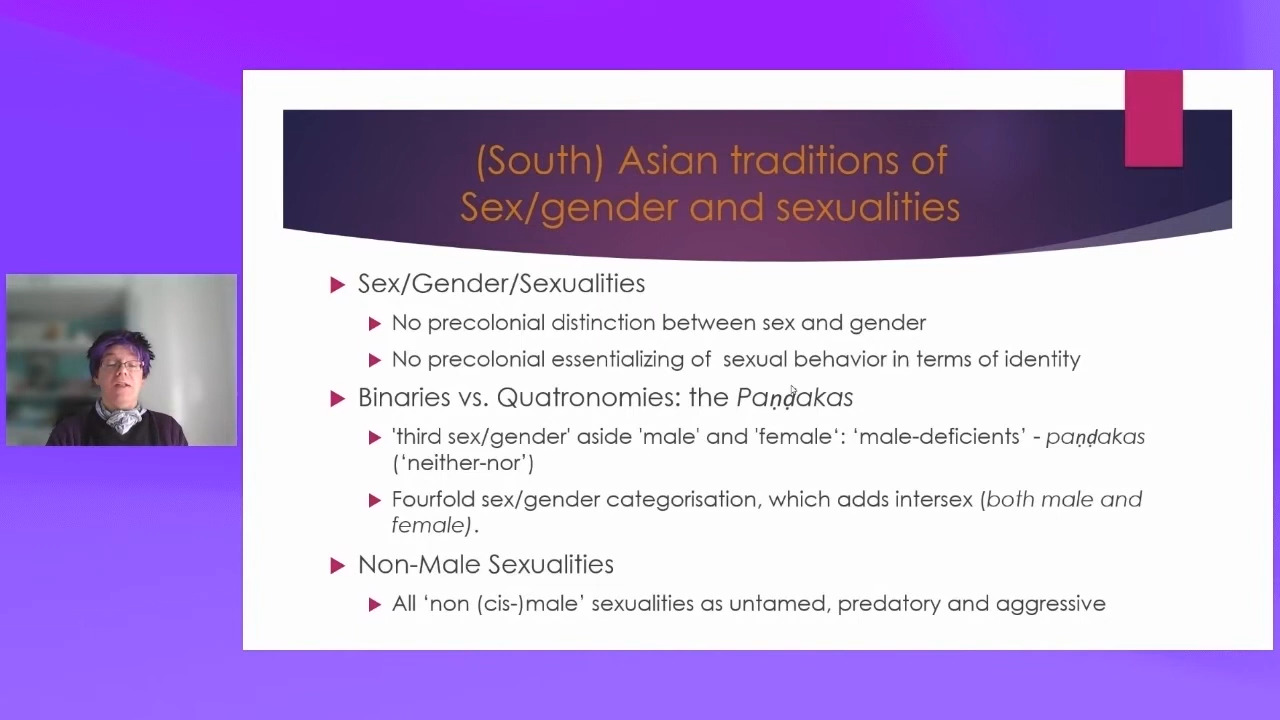 (South) Asian traditions of
Sex/gender and sexualities
Sex/Gender/Sexualities
No precolonial distinction between sex and gender
No precolonial essentializing of sexual behavior in terms of identity
Binaries vs. Quatronomies: the Paṇḍakas
'third sex/gender' aside 'male' and 'female‘: ‘male-deficients’ - paṇḍakas
(‘neither-nor’)
Fourfold sex/gender categorisation, which adds intersex (both male and
female).
Non-Male Sexualities
All ‘non (cis-)male’ sexualities as untamed, predatory and aggressive